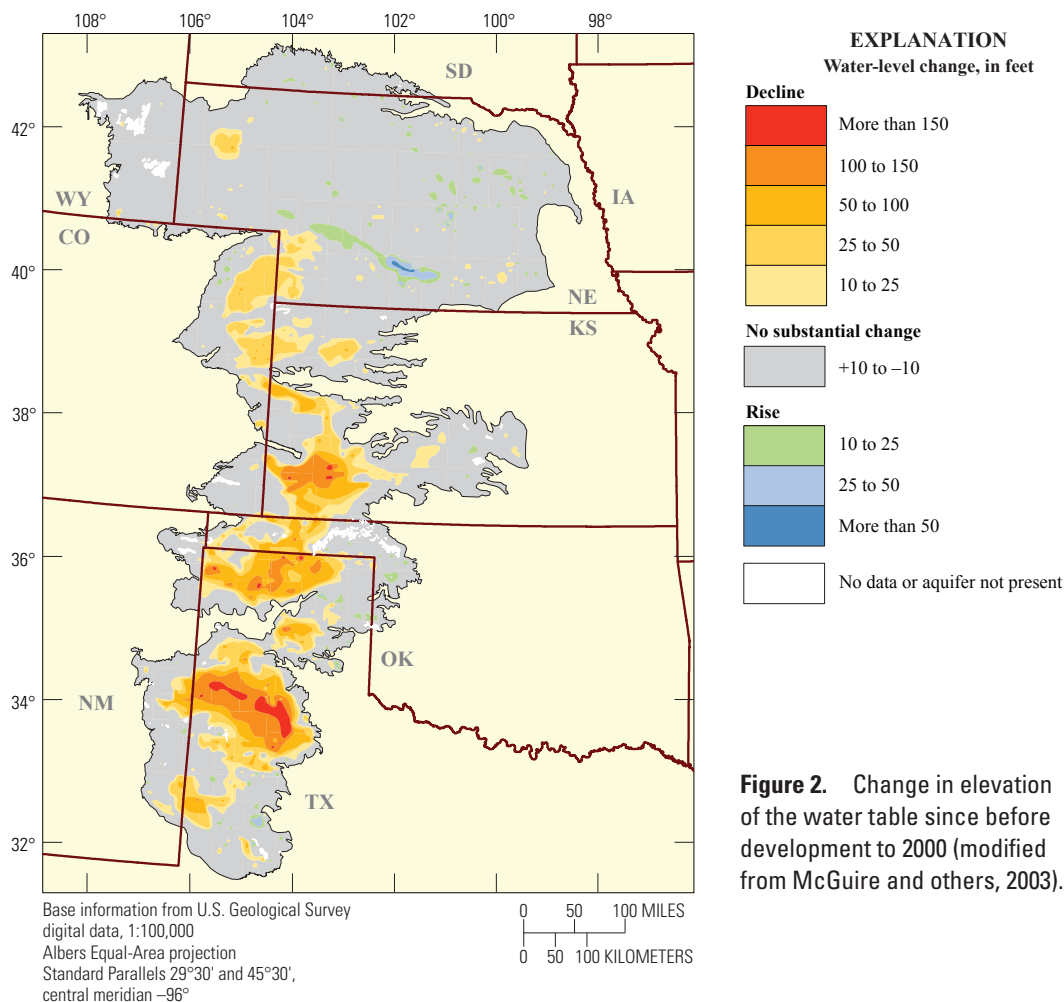 108°
106°
104°
102°
100°
98°
42°
40°
38°
36°
34°
32°
SD
WY
CO
IA
NE
KS
NM
OK
TX
EXPLANATION
Water-level change, in feet
Decline
More than 150
100 to 150
50 to 100
25 to 50
10 to 25
No substantial change
+10 to –10
Rise
10 to 25
25 to 50
More than 50
No data or aquifer not present
Figure 2. Change in elevation
of the water table since before
development to 2000 (modified
from McGuire and others, 2003).
Base information from U.S. Geological Survey
digital data, 1:100,000
Albers Equal-Area projection
Standard Parallels 29°30' and 45°30',
central meridian –96°
0 50 100 MILES
0 50 100 KILOMETERS